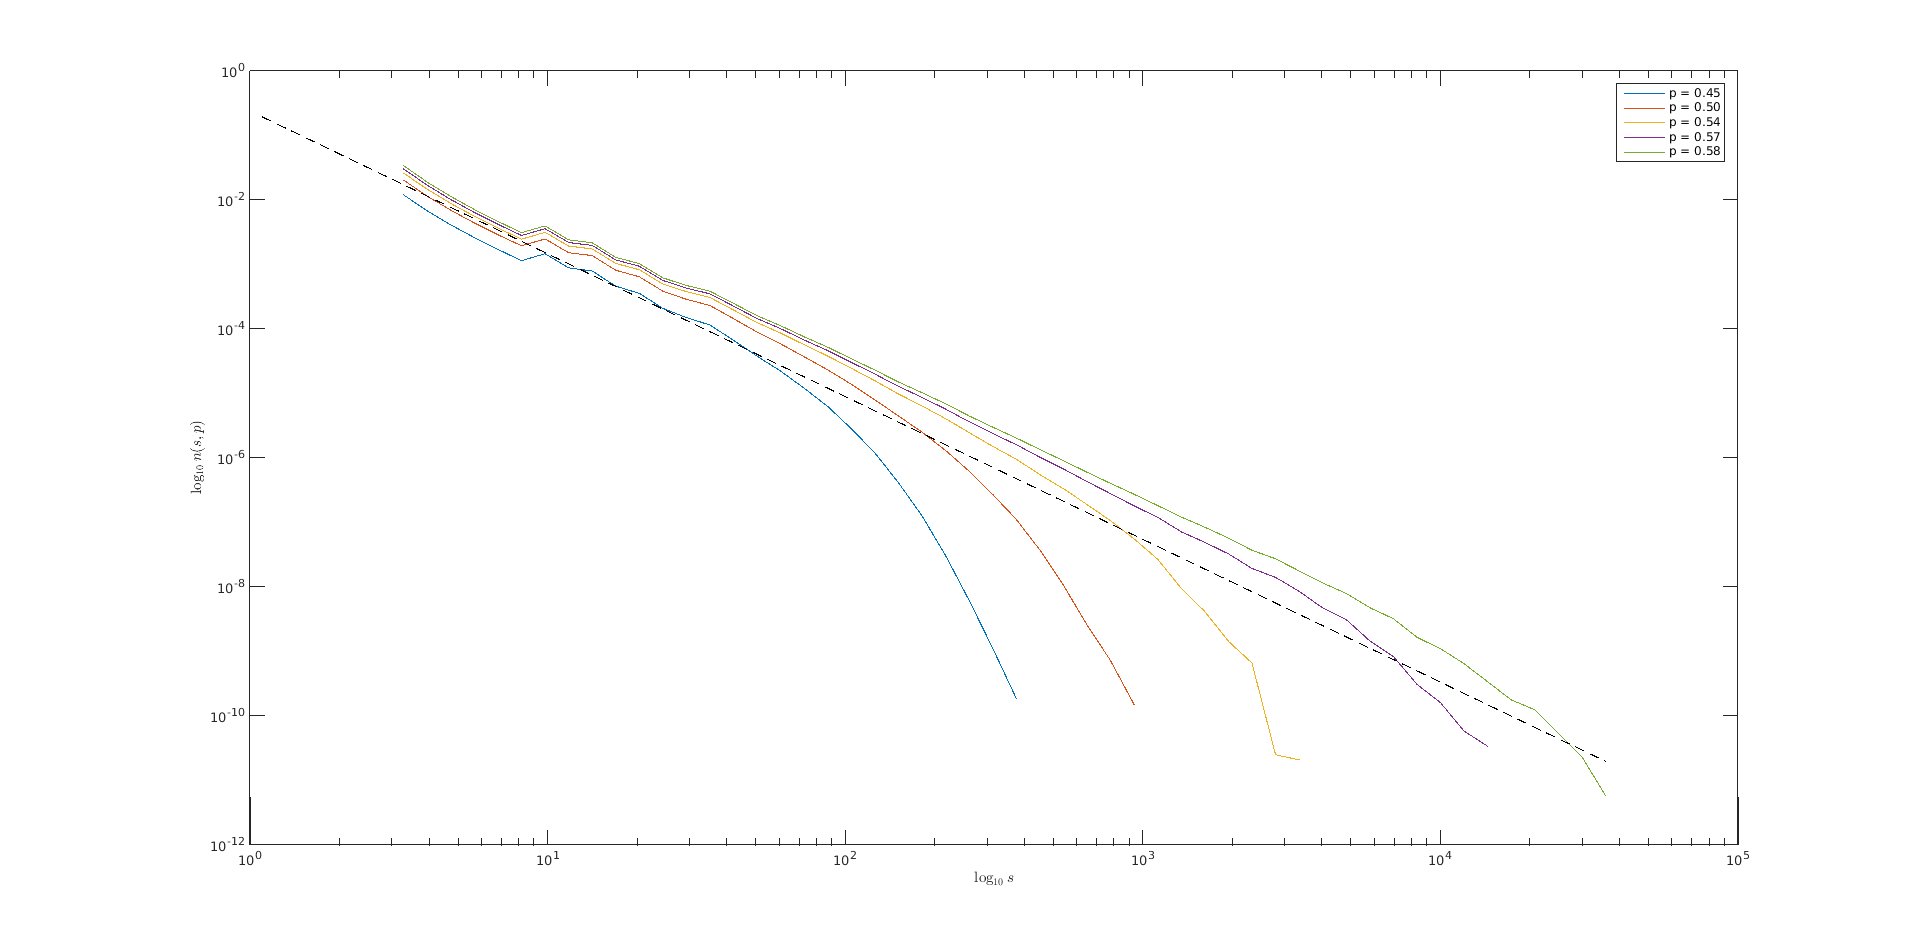 10^0
10^-2
10^-4
10^-6
10^-8
10^-10
10^-12
log₁₀ n(s, p)
p = 0.45
p = 0.50
p = 0.54
p = 0.57
p = 0.58
10^0 10^1 10^2 10^3 10^4 10^5
log₁₀ s